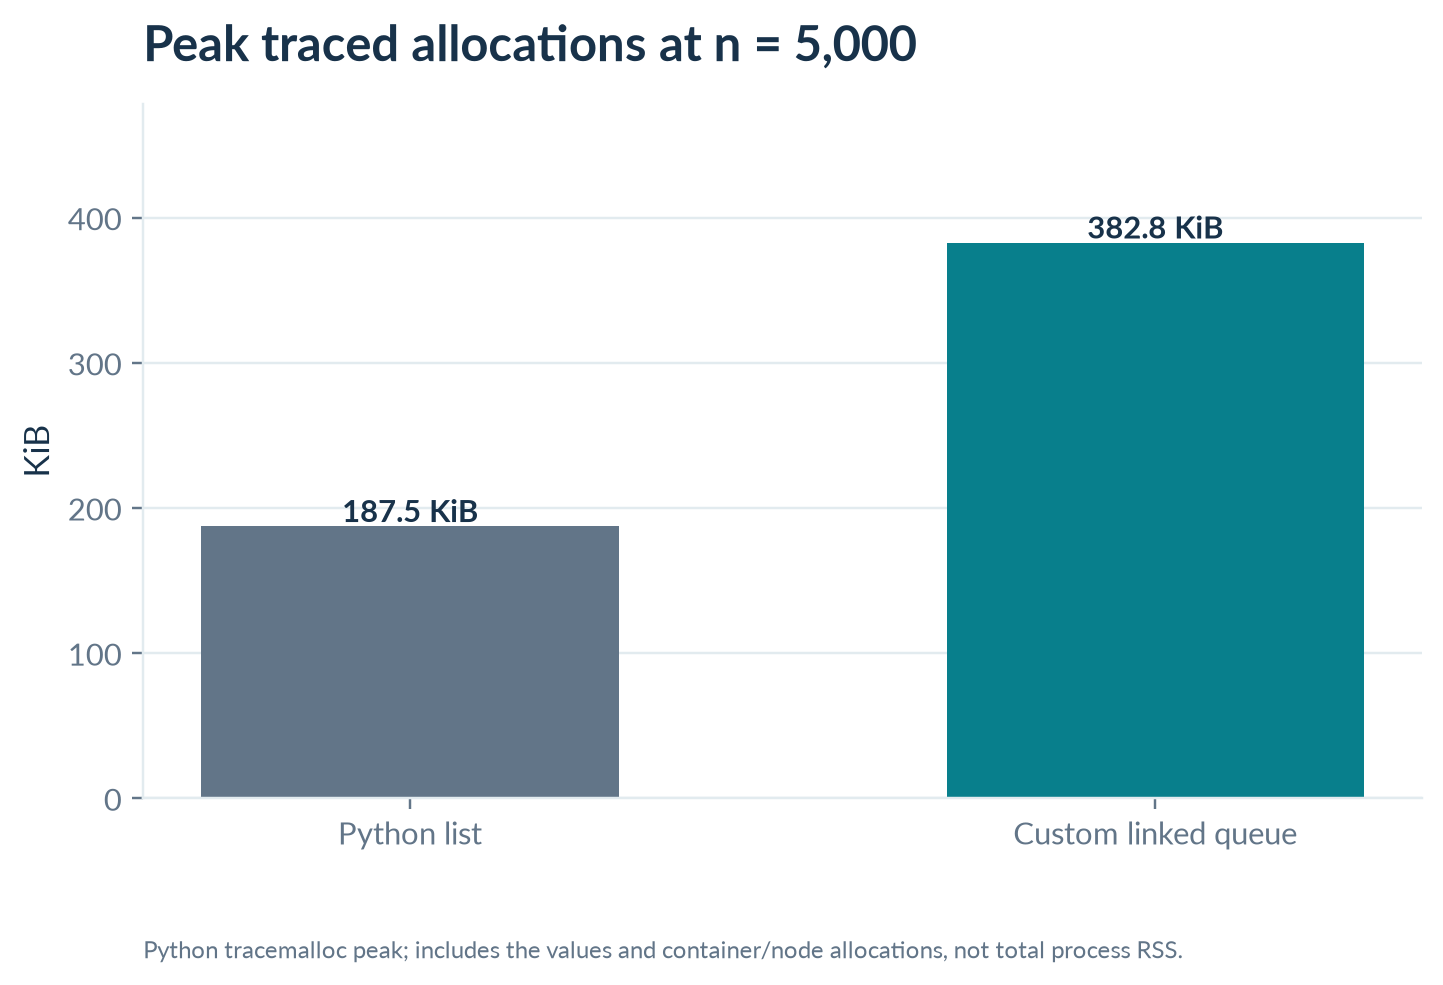 Peak traced allocations at n = 5,000
KiB
400
300
200
100
0
187.5 KiB
382.8 KiB
Python list
Custom linked queue
Python tracemalloc peak; includes the values and container/node allocations, not total process RSS.